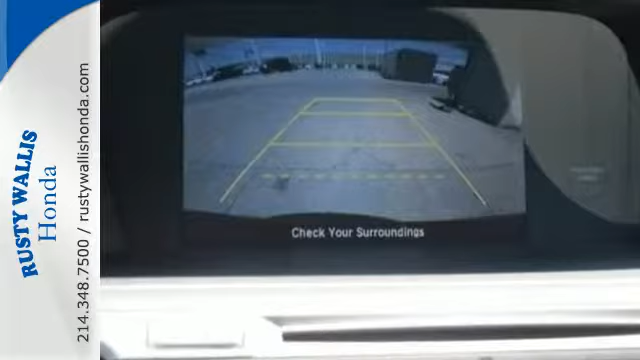 RUSTY WALLIS
Honda
214.348.7500 / rustywallishonda.com
Check Your Surroundings